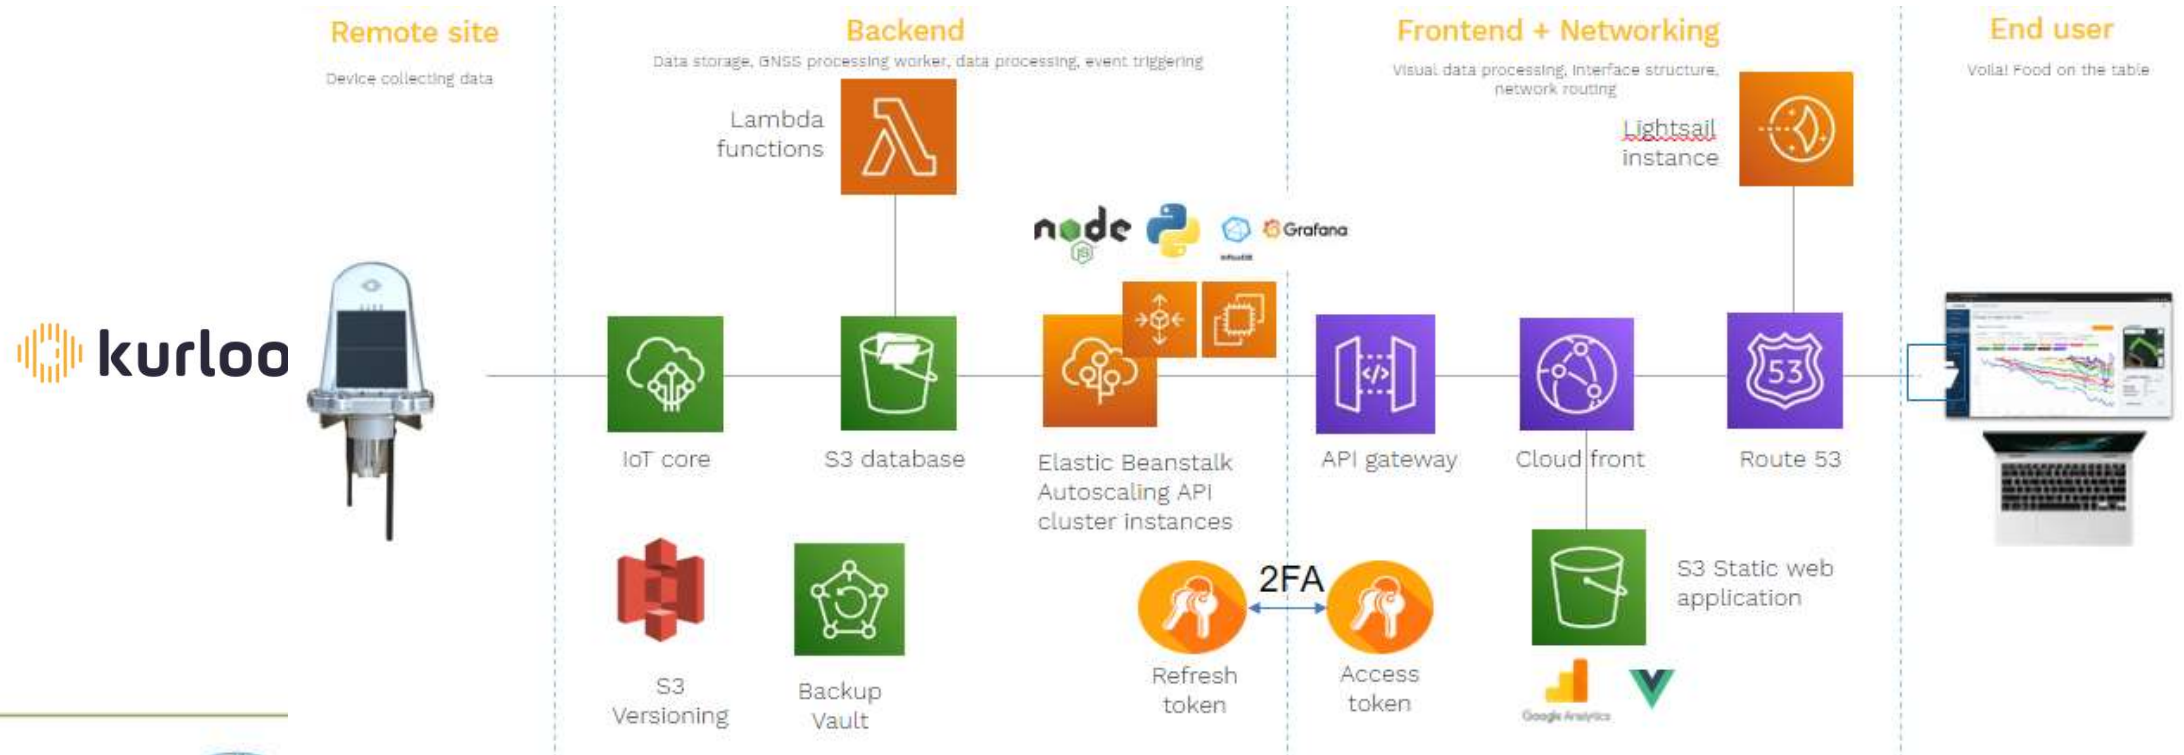 Remote site
Device collecting data
Backend
Data storage, GNSS processing worker, data processing, event triggering
Frontend + Networking
Visual data processing, Interface structure,
network routing
End user
Voila! Food on the table
Lambda
functions
Lightsail
instance
node
JS
InfluxDB
Grafana
kurloo
53
IoT core
S3 database
Elastic Beanstalk
Autoscaling API
cluster instances
API gateway
Cloud front
Route 53
2FA
S3 Static web
application
S3
Versioning
Backup
Vault
Refresh
token
Access
token
Google Analytics